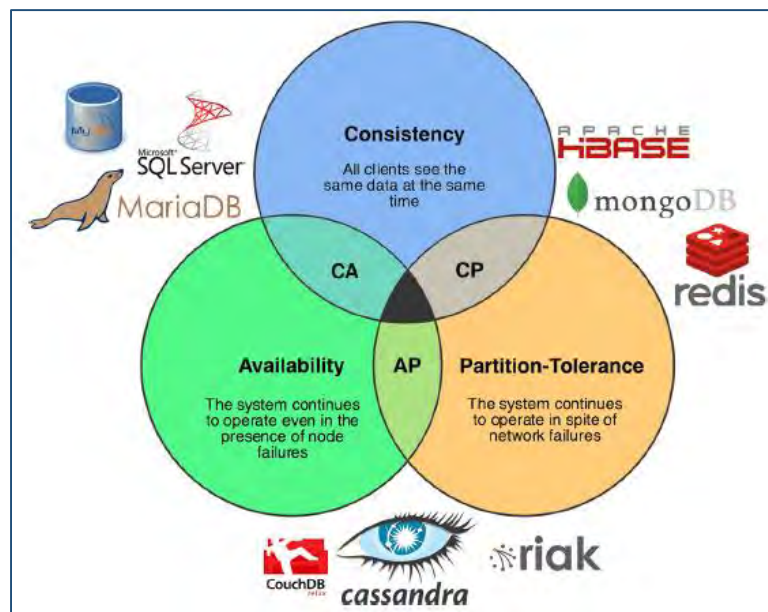 Consistency
All clients see the
same data at the same
time
My
Microsoft®
SQL Server
MariaDB
APACHE
HBASE
mongoDB
redis
CA
CP
AP
Availability
The system continues
to operate even in the
presence of node
failures
Partition-Tolerance
The system continues
to operate in spite of
network failures
CouchDB
relax
cassandra
riak